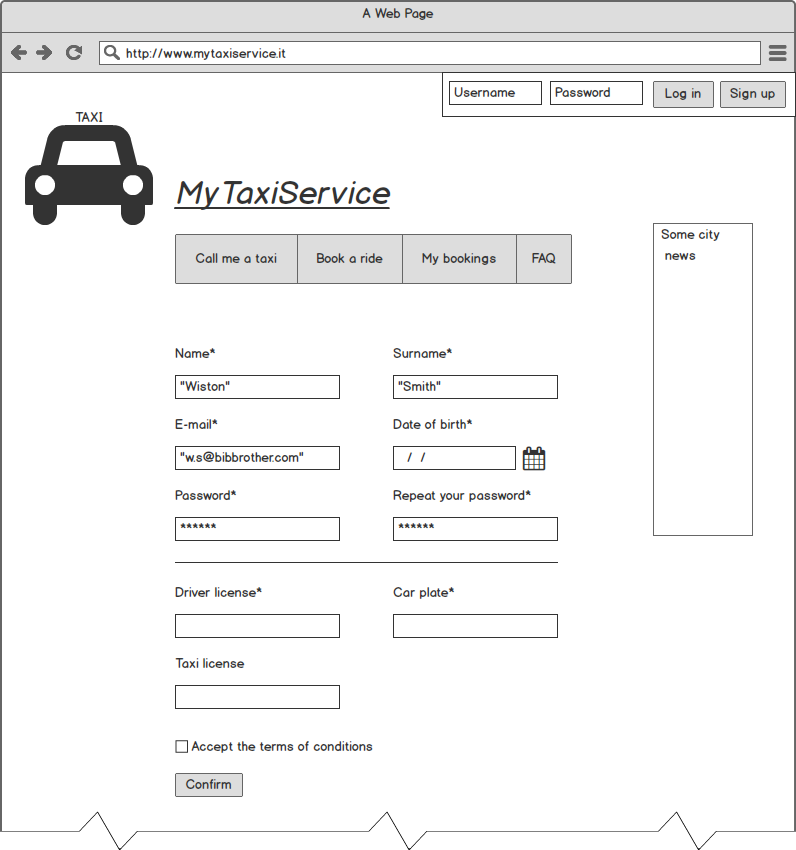 A Web Page
http://www.mytaxiservice.it
Username Password Log in Sign up
TAXI
MyTaxiService
Call me a taxi Book a ride My bookings FAQ
Some city
news
Name* Surname*
"Wiston" "Smith"
E-mail* Date of birth*
"w.s@bibbrother.com" / /
Password* Repeat your password*
****** ******
Driver license* Car plate*
Taxi license
Accept the terms of conditions
Confirm